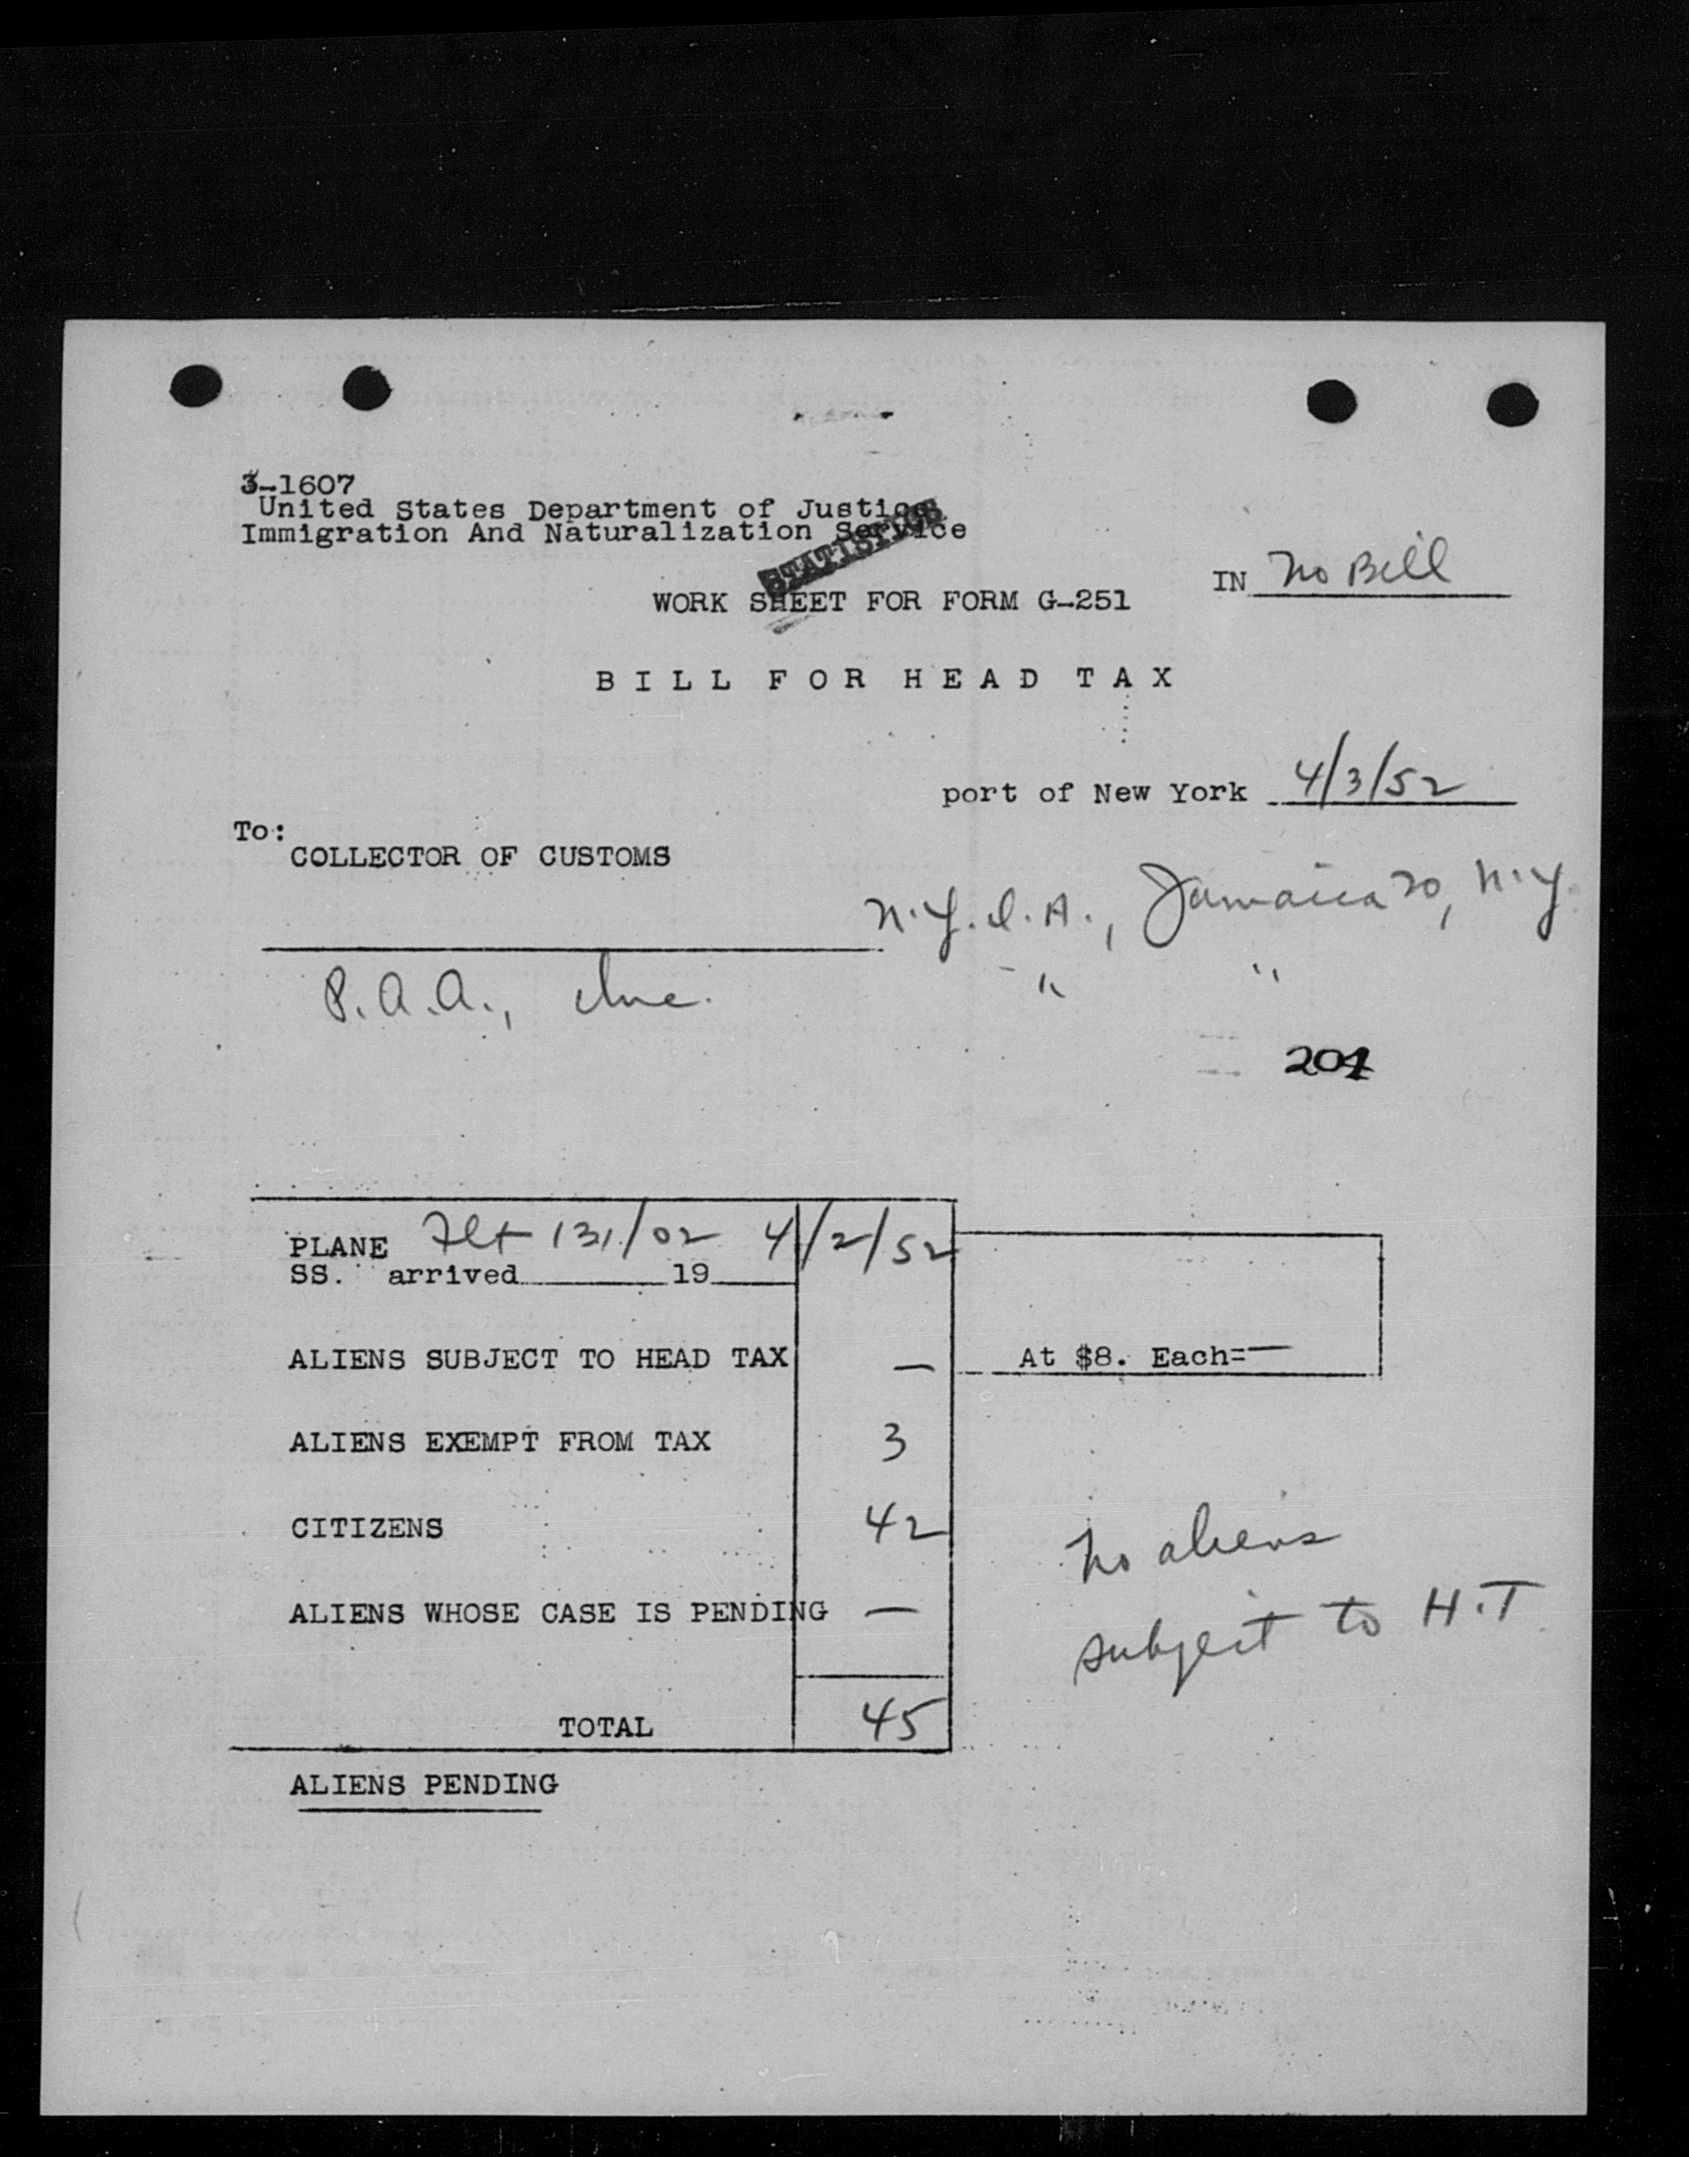 3-1607
United States Department of Justice
Immigration And Naturalization Service
STATISTICS
IN No Bill
WORK SHEET FOR FORM G-251
BILL FOR HEAD TAX
port of New York 4/3/52
To:
COLLECTOR OF CUSTOMS
N.Y.I.A., Jamaica 20, N.Y.
P.A.A., Inc. " "
201
PLANE Flt 131/02 4/2/52
SS. arrived 19
ALIENS SUBJECT TO HEAD TAX — At $8. Each=—
ALIENS EXEMPT FROM TAX 3
CITIZENS 42
No aliens
ALIENS WHOSE CASE IS PENDING —
subject to H.T.
TOTAL 45
ALIENS PENDING